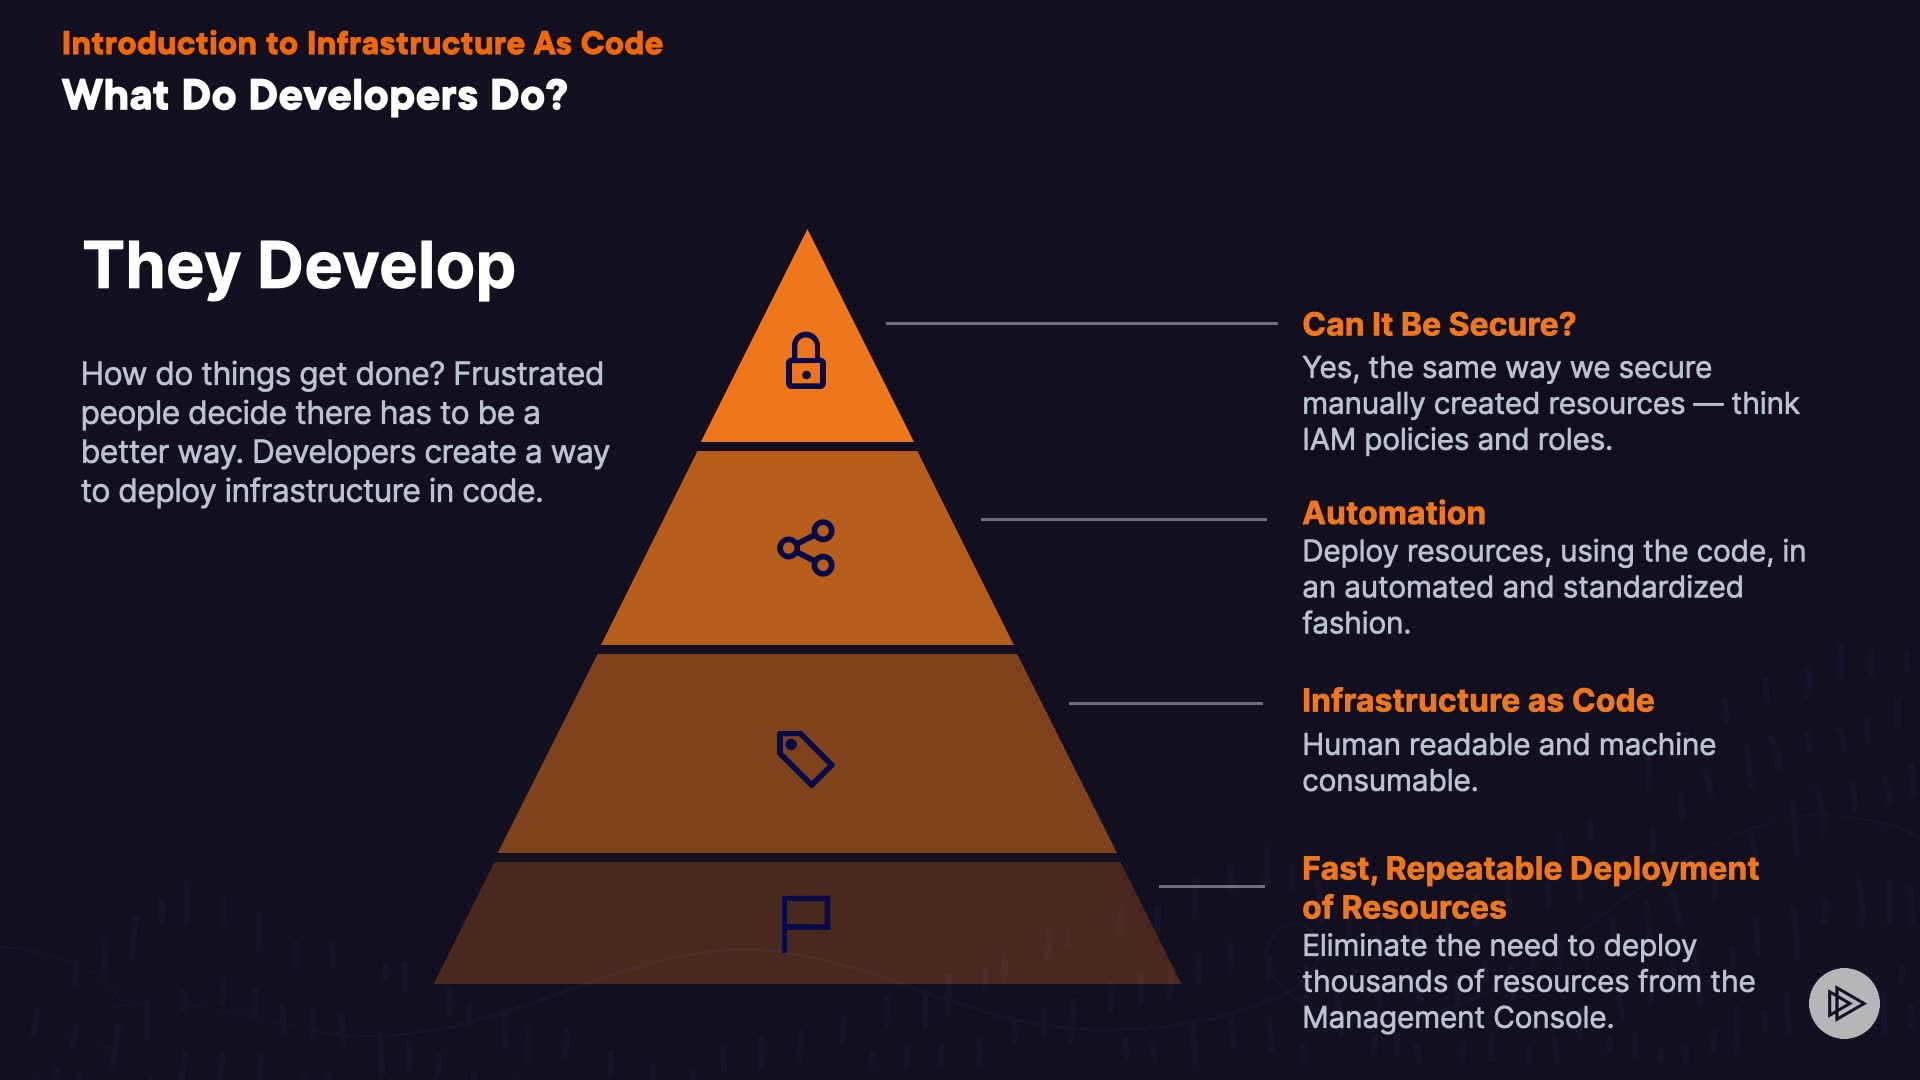 Introduction to Infrastructure As Code
What Do Developers Do?
They Develop
How do things get done? Frustrated
people decide there has to be a
better way. Developers create a way
to deploy infrastructure in code.
Can It Be Secure?
Yes, the same way we secure
manually created resources — think
IAM policies and roles.
Automation
Deploy resources, using the code, in
an automated and standardized
fashion.
Infrastructure as Code
Human readable and machine
consumable.
Fast, Repeatable Deployment
of Resources
Eliminate the need to deploy
thousands of resources from the
Management Console.